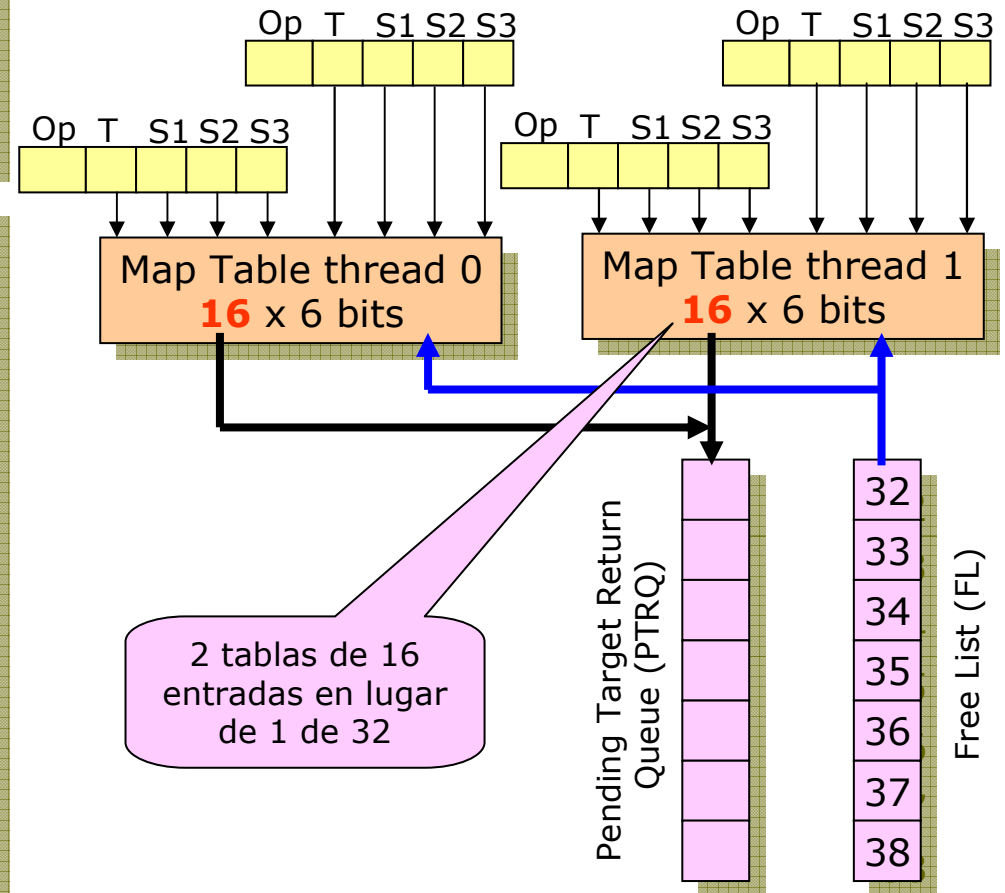 Op T S1 S2 S3
Op T S1 S2 S3
Op T S1 S2 S3
Op T S1 S2 S3
Map Table thread 0
16 x 6 bits
Map Table thread 1
16 x 6 bits
2 tablas de 16
entradas en lugar
de 1 de 32
Pending Target Return
Queue (PTRQ)
32
33
34
35
36
37
38
Free List (FL)